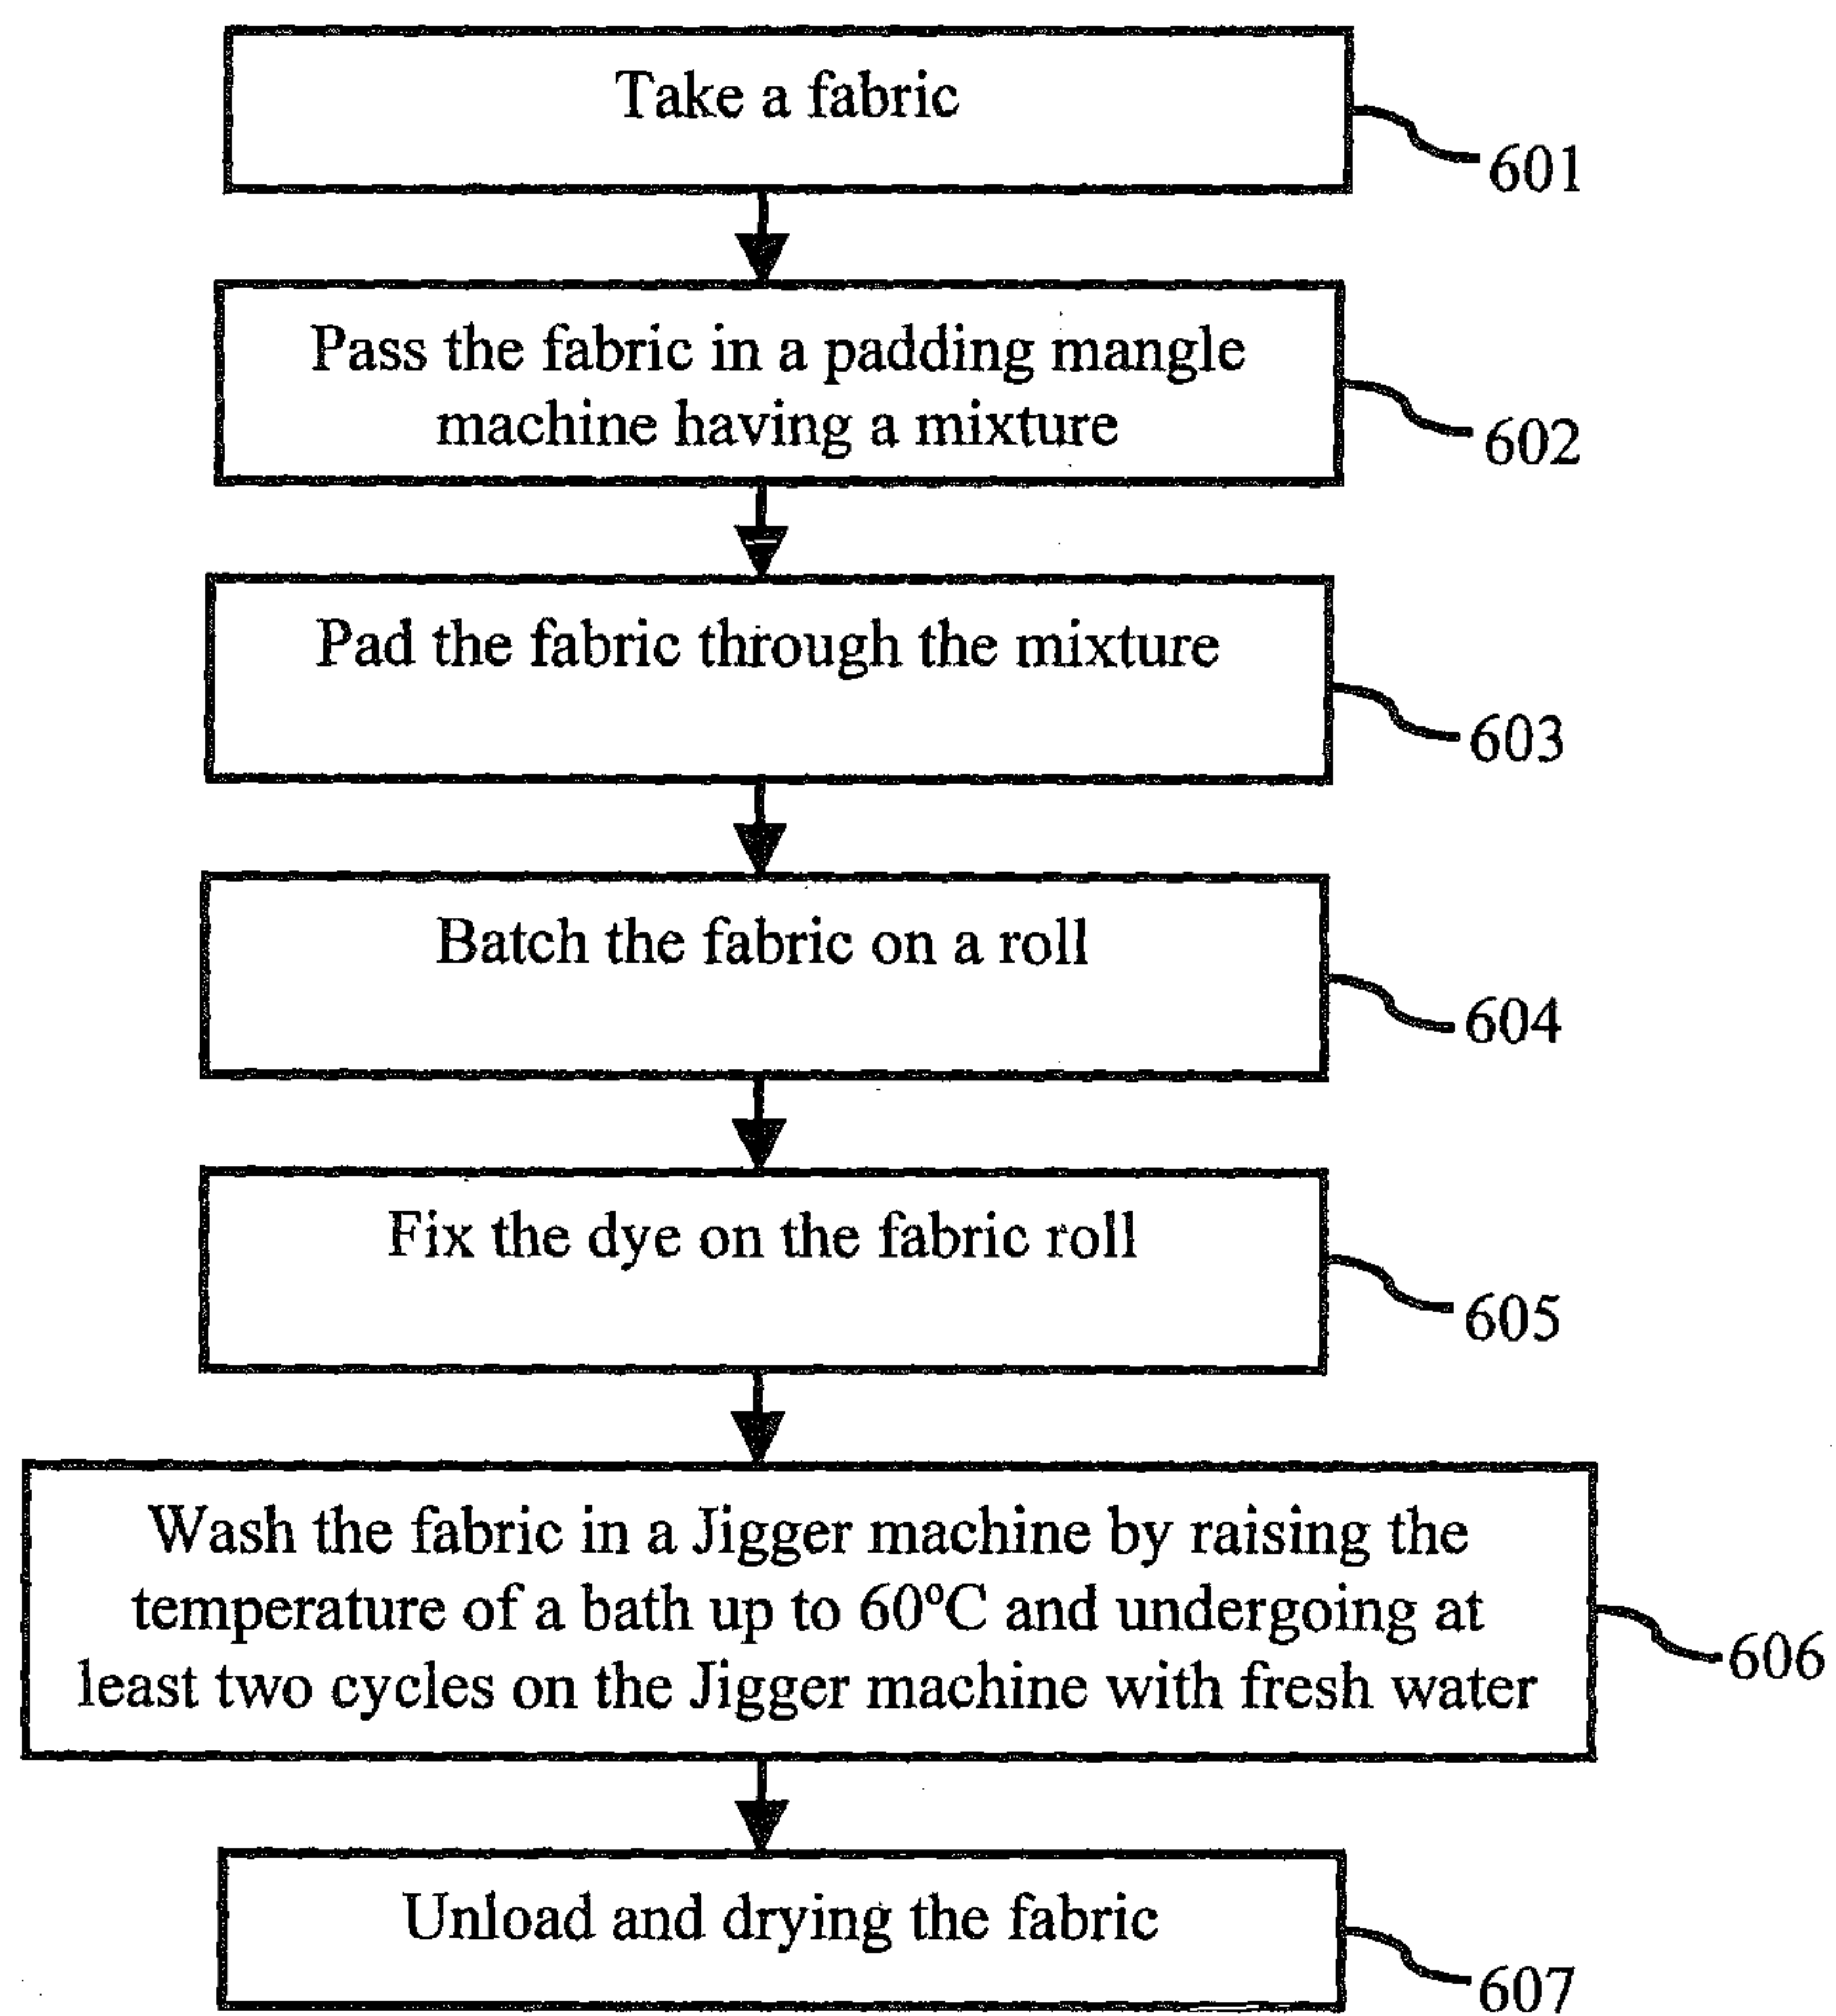 Take a fabric
601
Pass the fabric in a padding mangle
machine having a mixture
602
Pad the fabric through the mixture
603
Batch the fabric on a roll
604
Fix the dye on the fabric roll
605
Wash the fabric in a Jigger machine by raising the
temperature of a bath up to 60ºC and undergoing at
least two cycles on the Jigger machine with fresh water
606
Unload and drying the fabric
607